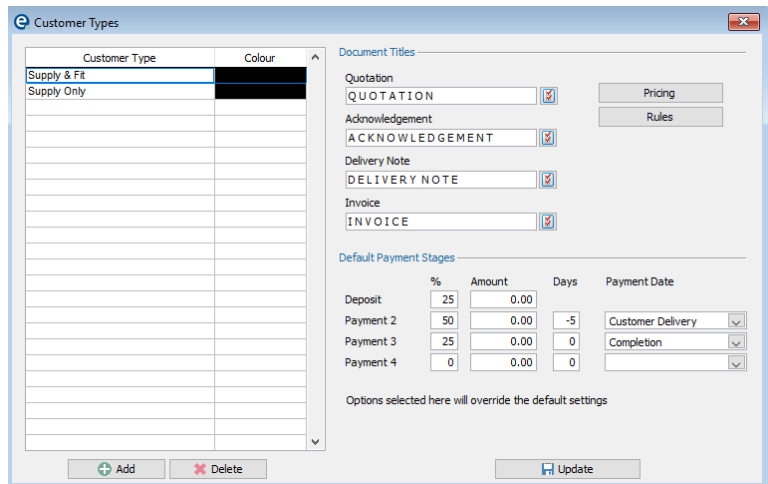 Customer Types
Customer Type Colour
Supply & Fit
Supply Only
Add Delete
Document Titles
Quotation
QUOTATION
Acknowledgement
ACKNOWLEDGEMENT
Delivery Note
DELIVERY NOTE
Invoice
INVOICE
Pricing
Rules
Default Payment Stages
% Amount Days Payment Date
Deposit 25 0.00
Payment 2 50 0.00 -5 Customer Delivery
Payment 3 25 0.00 0 Completion
Payment 4 0 0.00 0
Options selected here will override the default settings
Update